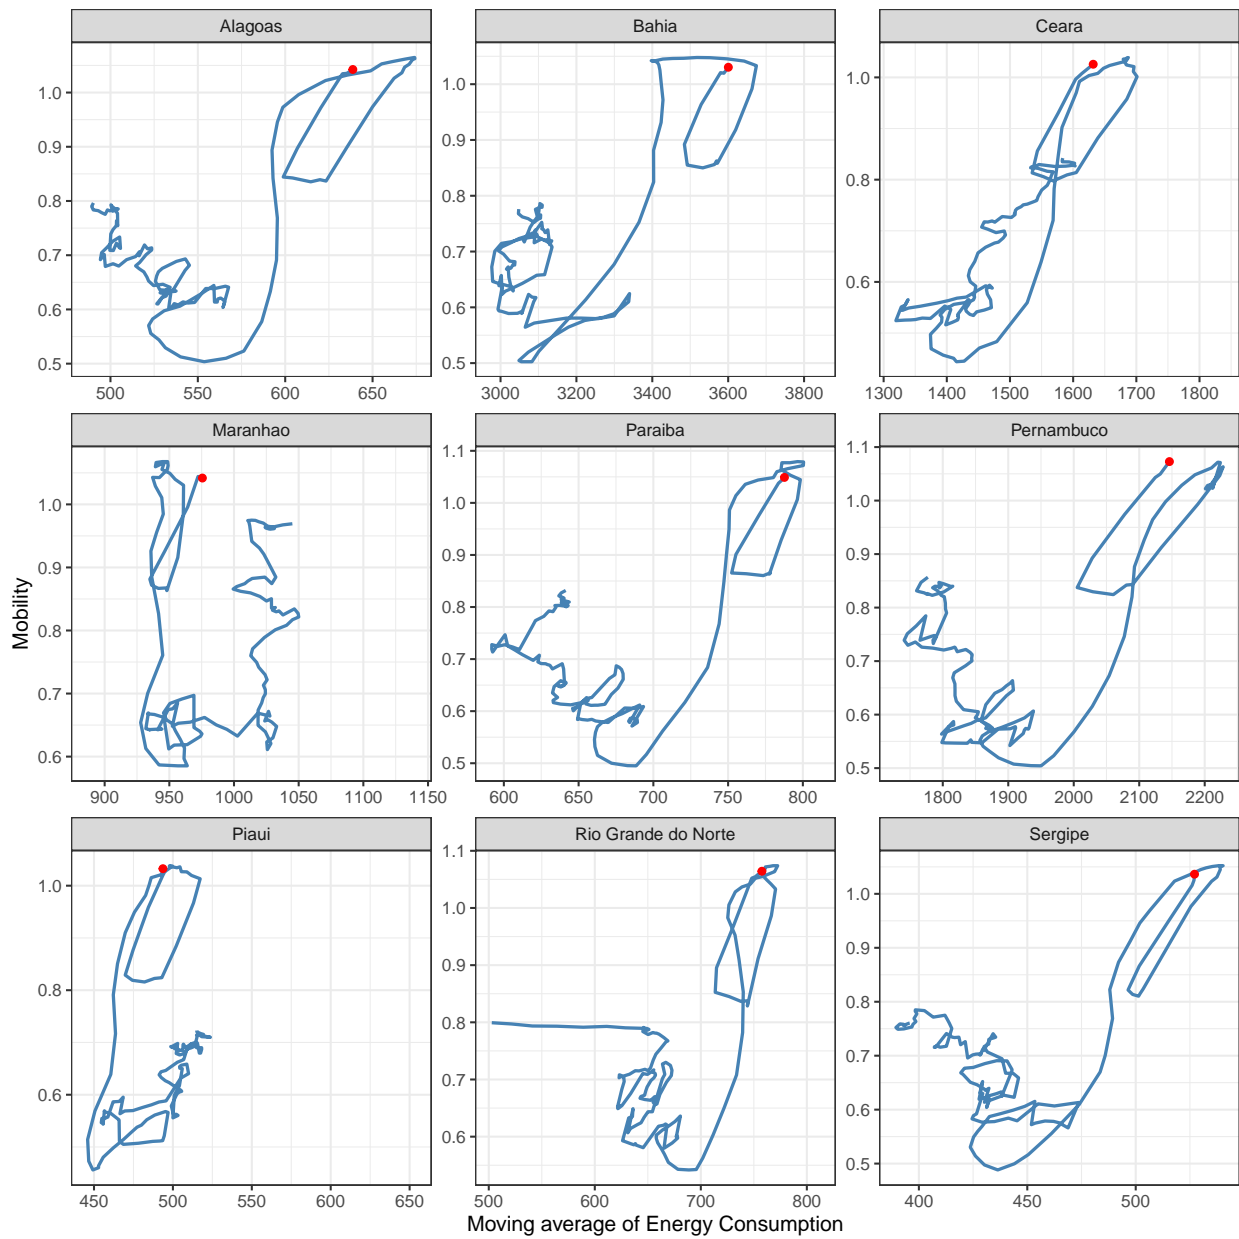 Alagoas Bahia Ceara
1.0 1.0 1.0
0.9 0.9
0.8 0.8 0.8
0.7 0.7
0.6 0.6 0.6
0.5 0.5
500 550 600 650 3000 3200 3400 3600 3800 1300 1400 1500 1600 1700 1800
Maranhao Paraiba Pernambuco
1.1 1.1
1.0 1.0 1.0
0.9 0.9 0.9
0.8 0.8 0.8
0.7 0.7 0.7
0.6 0.6 0.6
0.5 0.5
900 950 1000 1050 1100 1150 600 650 700 750 800 1800 1900 2000 2100 2200
Mobility
Piaui Rio Grande do Norte Sergipe
1.1
1.0 1.0 1.0
0.9 0.9
0.8 0.8 0.8
0.7 0.7
0.6 0.6 0.6
0.5
450 500 550 600 650 500 600 700 800 400 450 500
Moving average of Energy Consumption